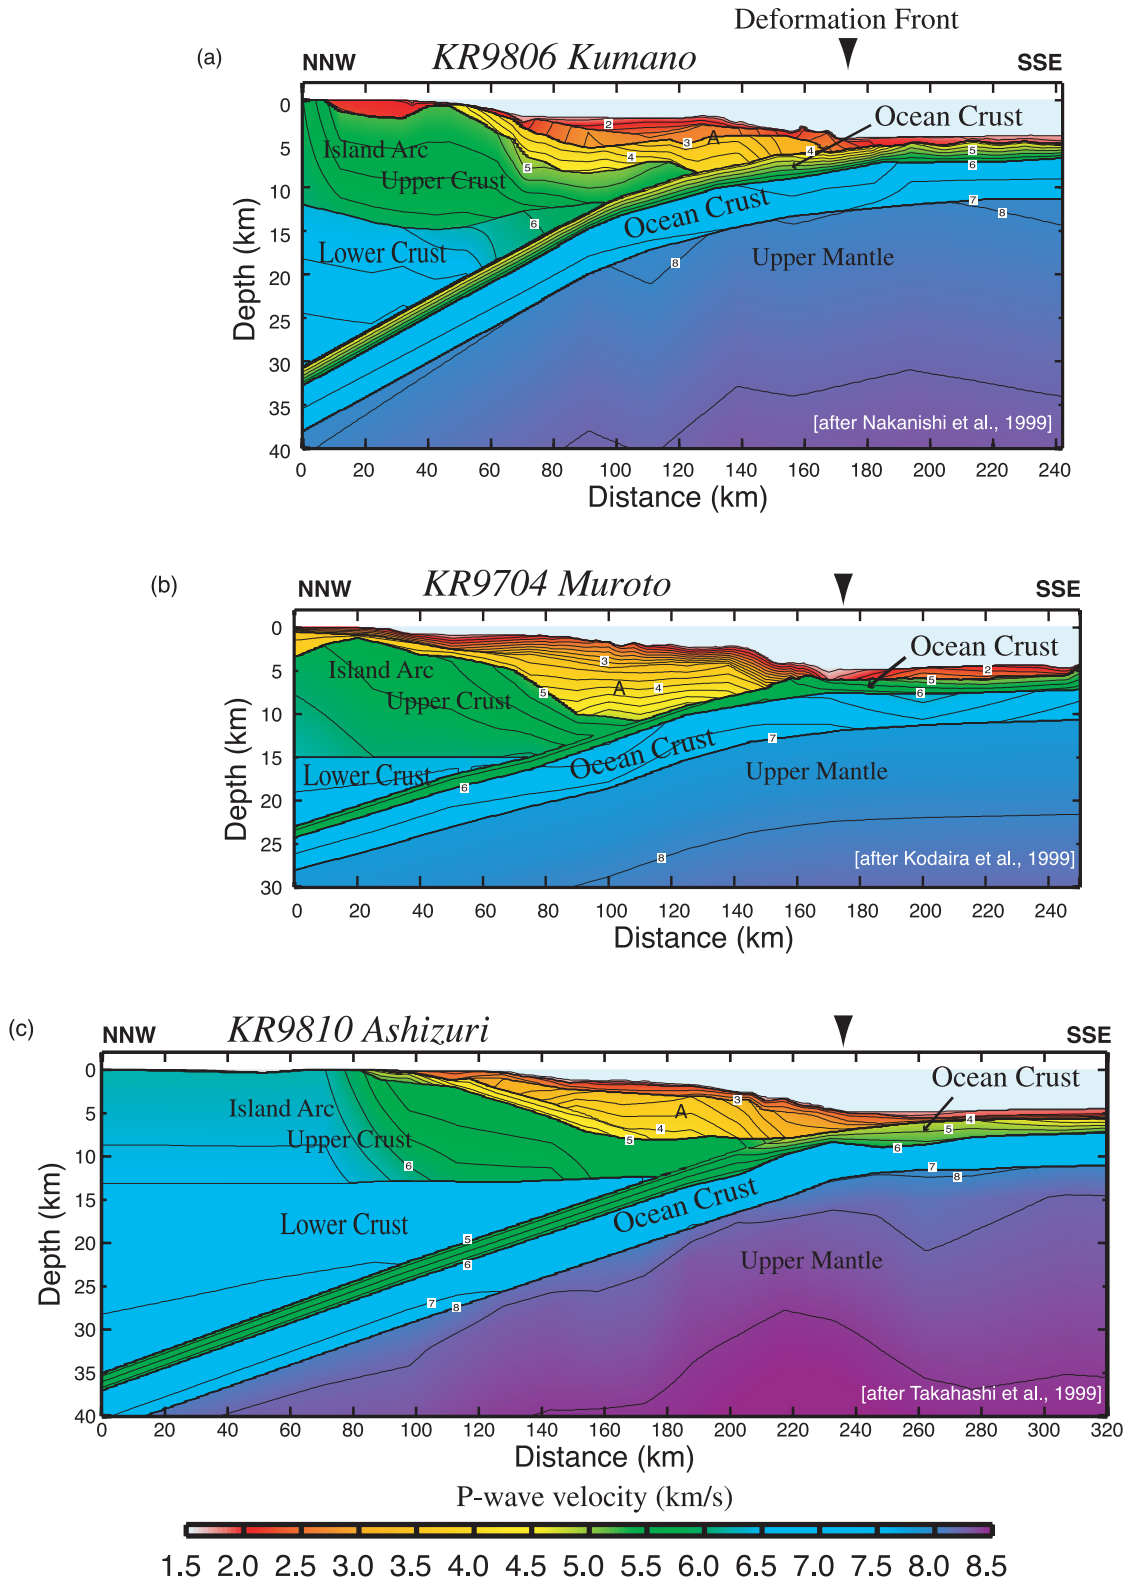 Deformation Front
(a)
NNW
KR9806 Kumano
SSE
0
5
10
15
20
25
30
35
40
Depth (km)
Ocean Crust
Island Arc
Upper Crust
Lower Crust
Ocean Crust
Upper Mantle
A
2
3
4
4
5
5
6
6
7
8
8
[after Nakanishi et al., 1999]
0 20 40 60 80 100 120 140 160 180 200 220 240
Distance (km)
(b)
NNW
KR9704 Muroto
SSE
0
5
10
15
20
25
30
Depth (km)
Ocean Crust
Island Arc
Upper Crust
Lower Crust
Ocean Crust
Upper Mantle
A
2
3
4
5
5
6
6
7
8
[after Kodaira et al., 1999]
0 20 40 60 80 100 120 140 160 180 200 220 240
Distance (km)
(c)
NNW
KR9810 Ashizuri
SSE
0
5
10
15
20
25
30
35
40
Depth (km)
Ocean Crust
Island Arc
Upper Crust
Lower Crust
Ocean Crust
Upper Mantle
A
3
4
4
5
5
6
6
7
8
5
6
7
8
[after Takahashi et al., 1999]
0 20 40 60 80 100 120 140 160 180 200 220 240 260 280 300 320
Distance (km)
P-wave velocity (km/s)
1.5 2.0 2.5 3.0 3.5 4.0 4.5 5.0 5.5 6.0 6.5 7.0 7.5 8.0 8.5